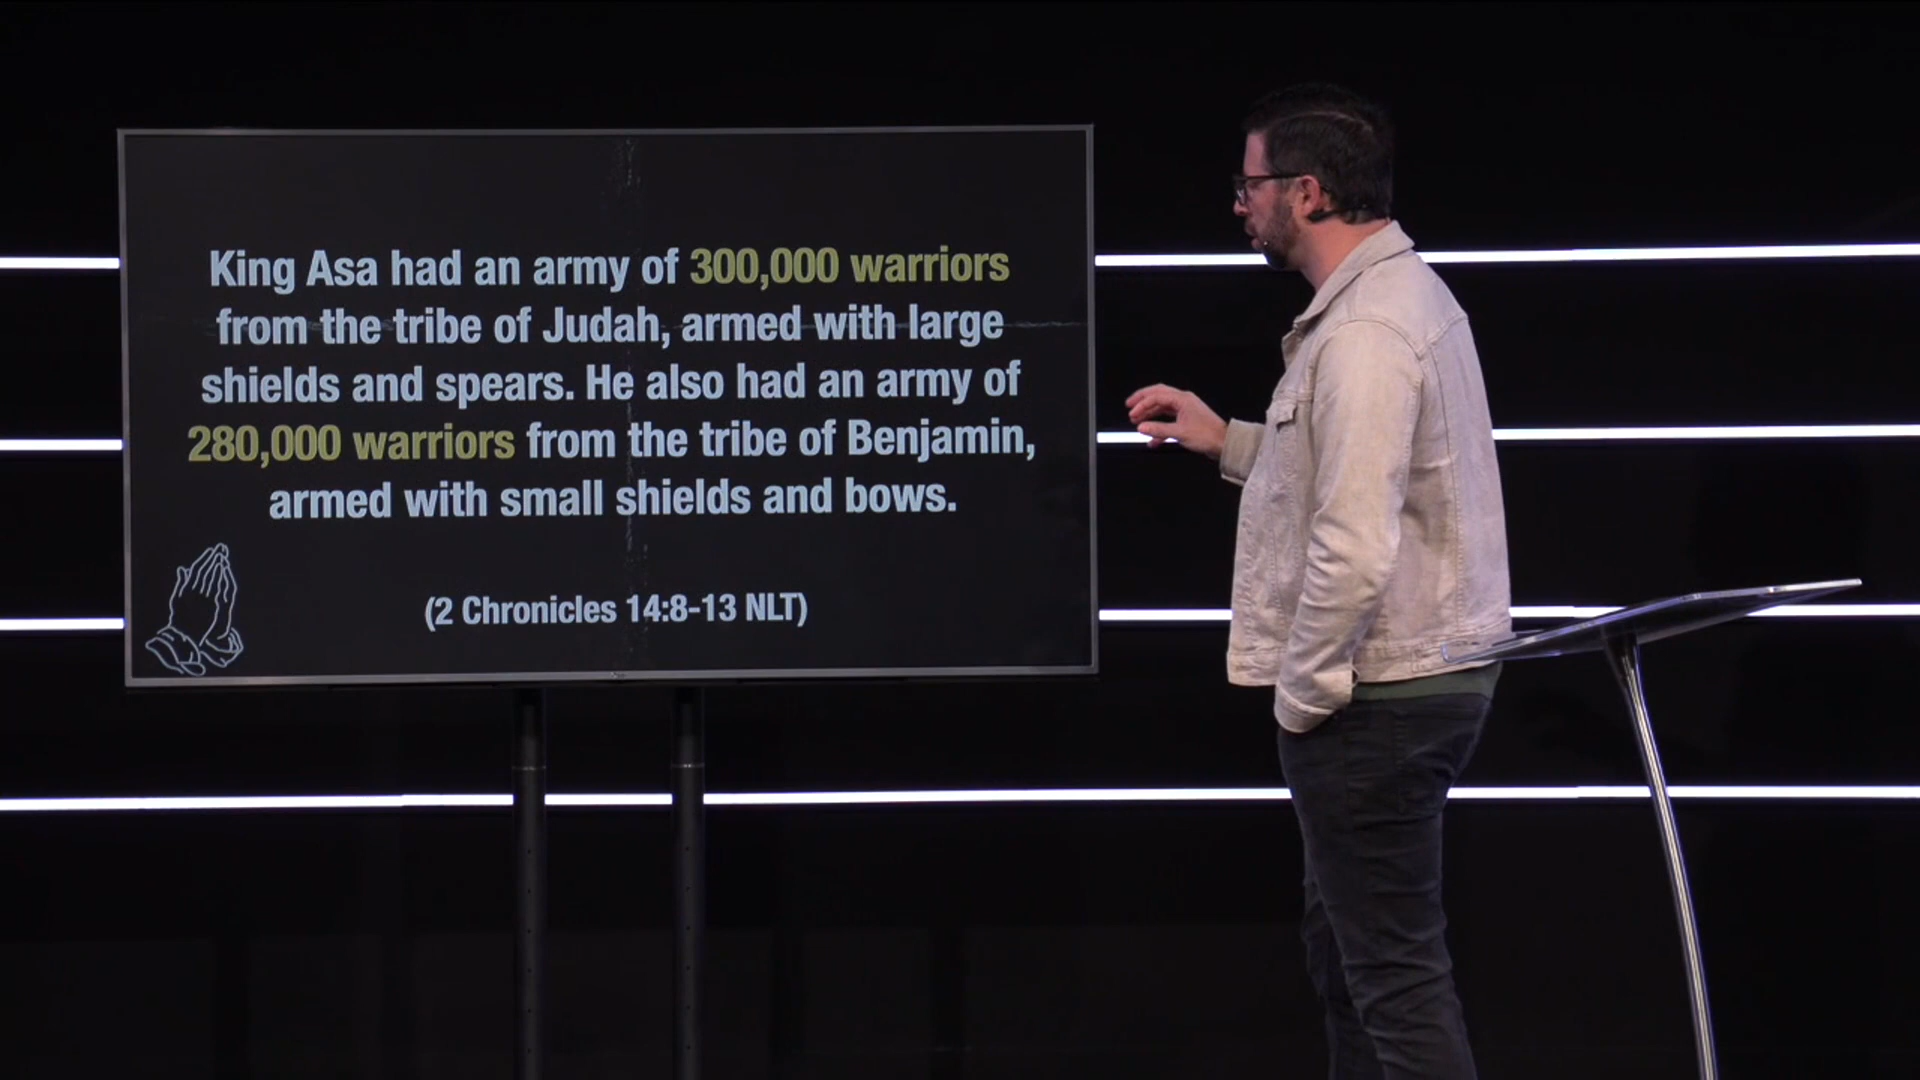 King Asa had an army of 300,000 warriors
from the tribe of Judah, armed with large
shields and spears. He also had an army of
280,000 warriors from the tribe of Benjamin,
armed with small shields and bows.
(2 Chronicles 14:8-13 NLT)